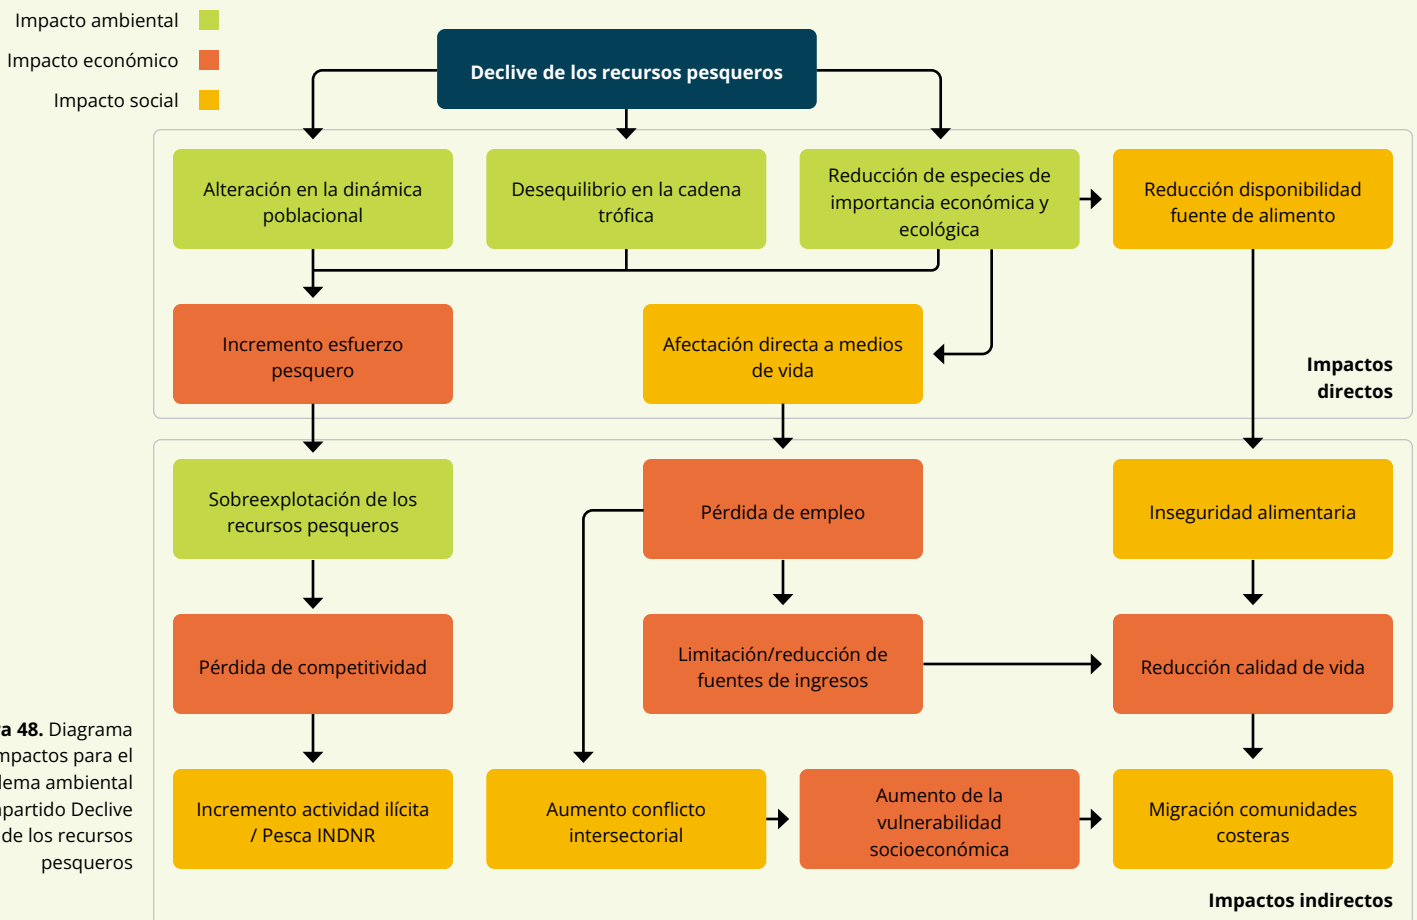 Impacto ambiental
Impacto económico
Impacto social
Declive de los recursos pesqueros
Alteración en la dinámica
poblacional
Desequilibrio en la cadena
trófica
Reducción de especies de
importancia económica y
ecológica
Reducción disponibilidad
fuente de alimento
Incremento esfuerzo
pesquero
Afectación directa a medios
de vida
Impactos
directos
Sobreexplotación de los
recursos pesqueros
Pérdida de empleo
Inseguridad alimentaria
Pérdida de competitividad
Limitación/reducción de
fuentes de ingresos
Reducción calidad de vida
Incremento actividad ilícita
/ Pesca INDNR
Aumento conflicto
intersectorial
Aumento de la
vulnerabilidad
socioeconómica
Migración comunidades
costeras
Impactos indirectos
48. Diagrama
para el
ambiental
Declive
de los recursos
pesqueros